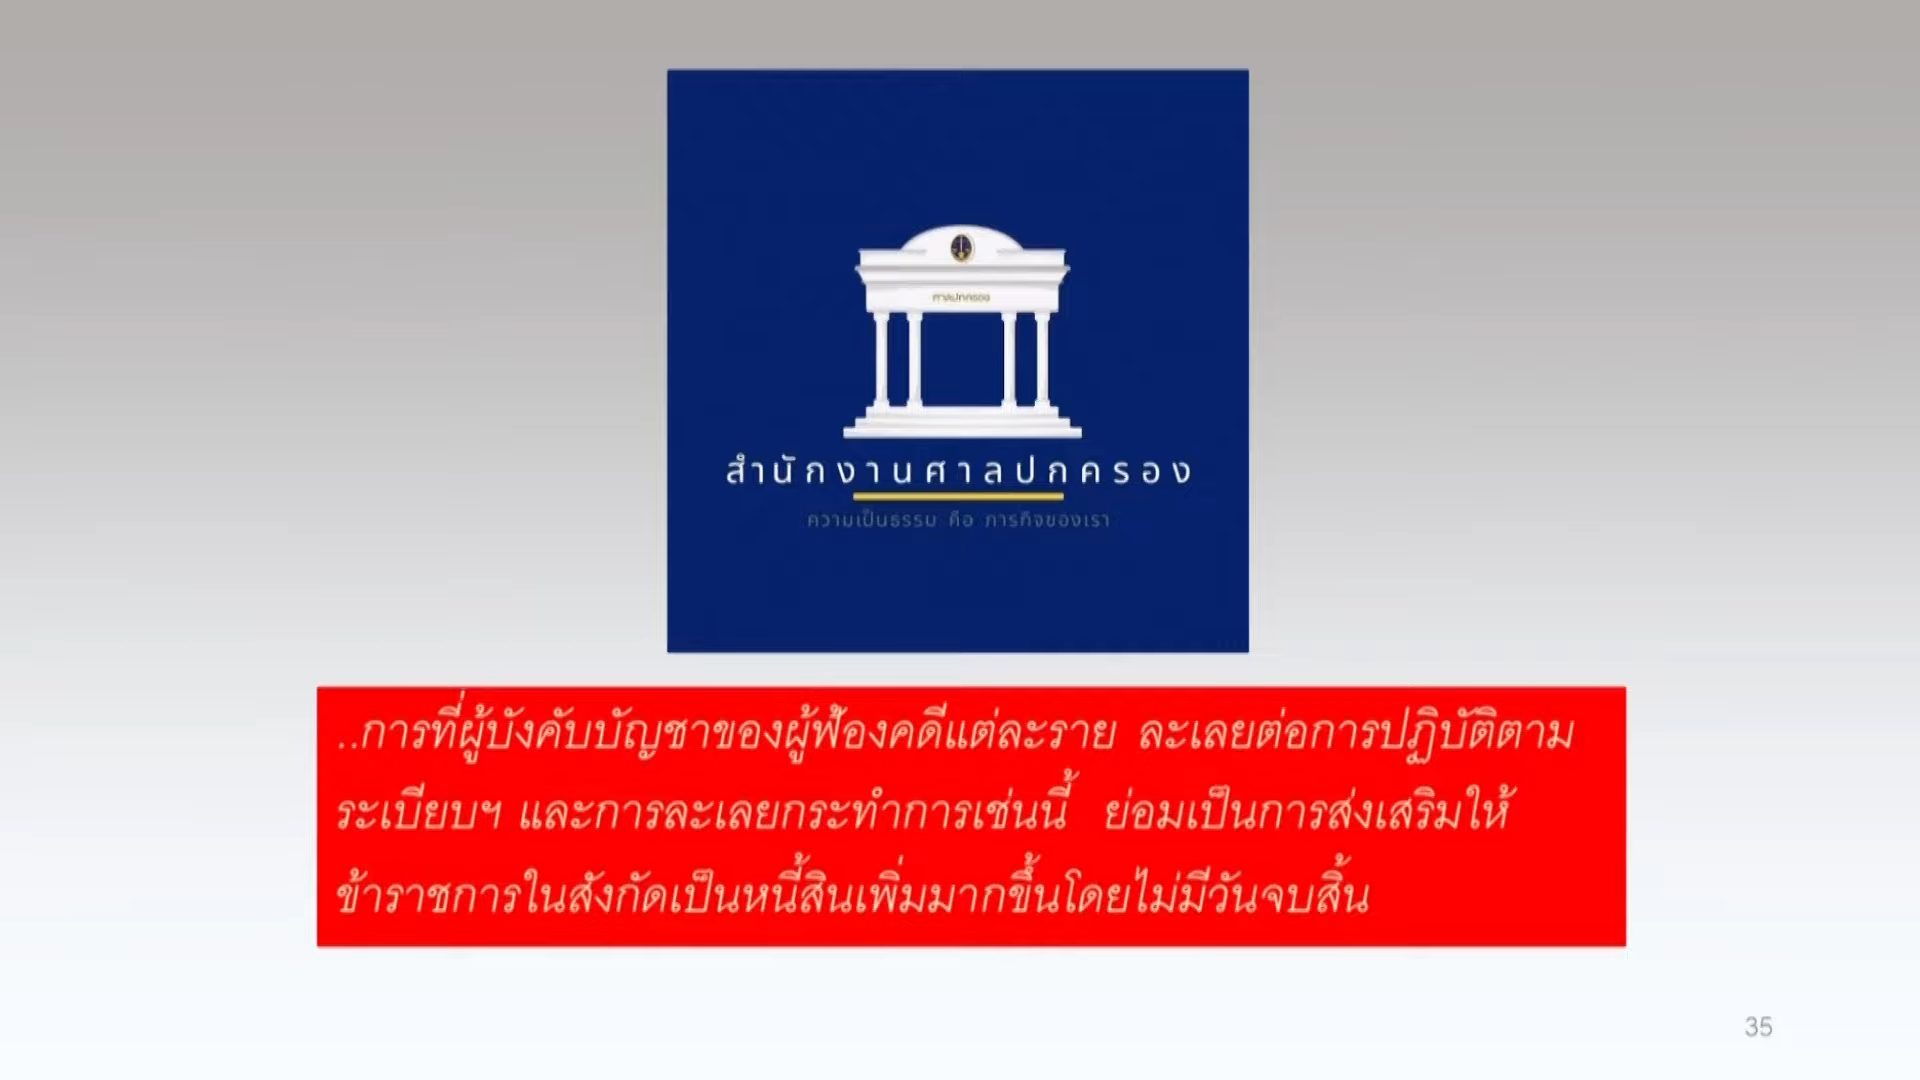 ศาลปกครอง
สำนักงานศาลปกครอง
ความเป็นธรรม คือ ภารกิจของเรา
..การที่ผู้บังคับบัญชาของผู้ฟ้องคดีแต่ละราย ละเลยต่อการปฏิบัติตาม
ระเบียบฯ และการละเลยกระทำการเช่นนี้ ย่อมเป็นการส่งเสริมให้
ข้าราชการในสังกัดเป็นหนี้สินเพิ่มมากขึ้นโดยไม่มีวันจบสิ้น
35